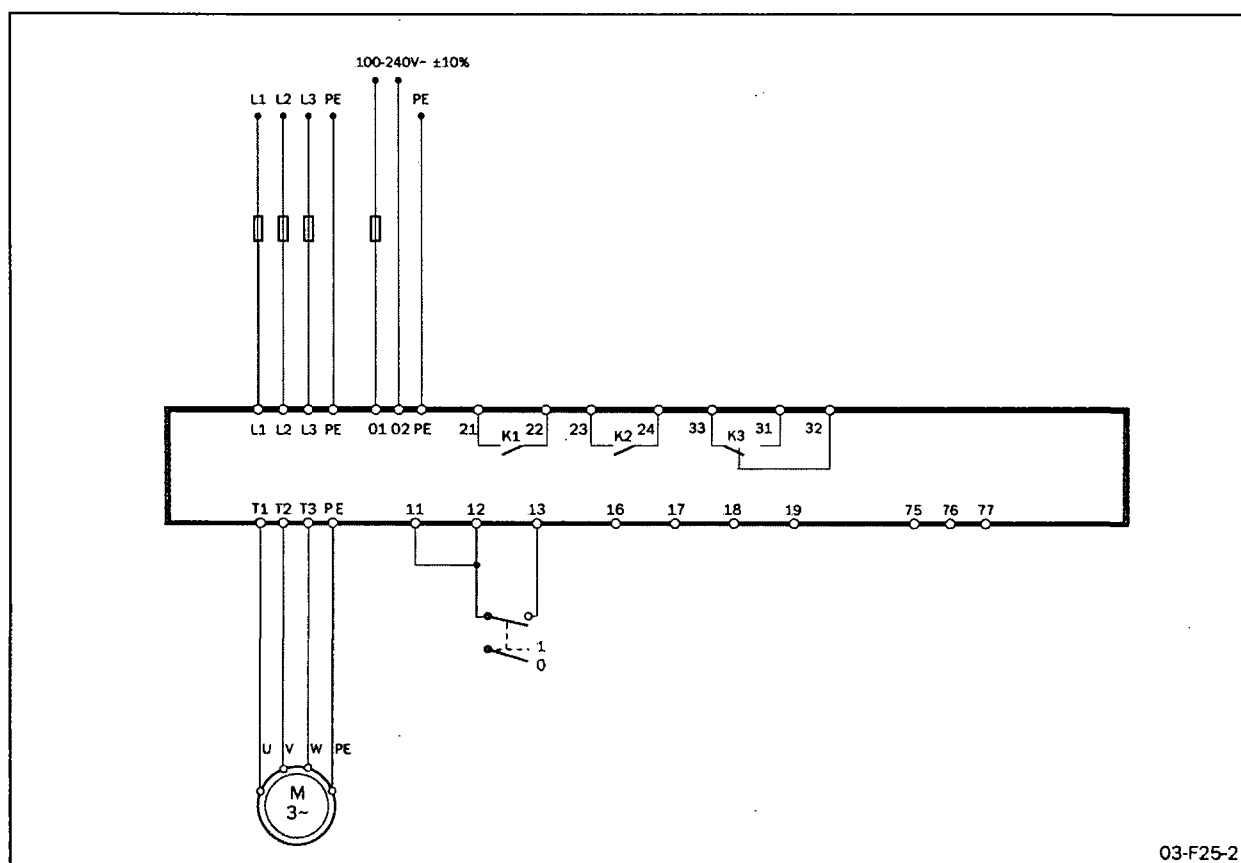 100-240V~ ±10%
L1 L2 L3 PE PE
L1 L2 L3 PE 01 02 PE 21 K1 22 23 K2 24 33 K3 31 32
T1 T2 T3 PE 11 12 13 16 17 18 19 75 76 77
1
0
U V W PE
M
3~
03-F25-2